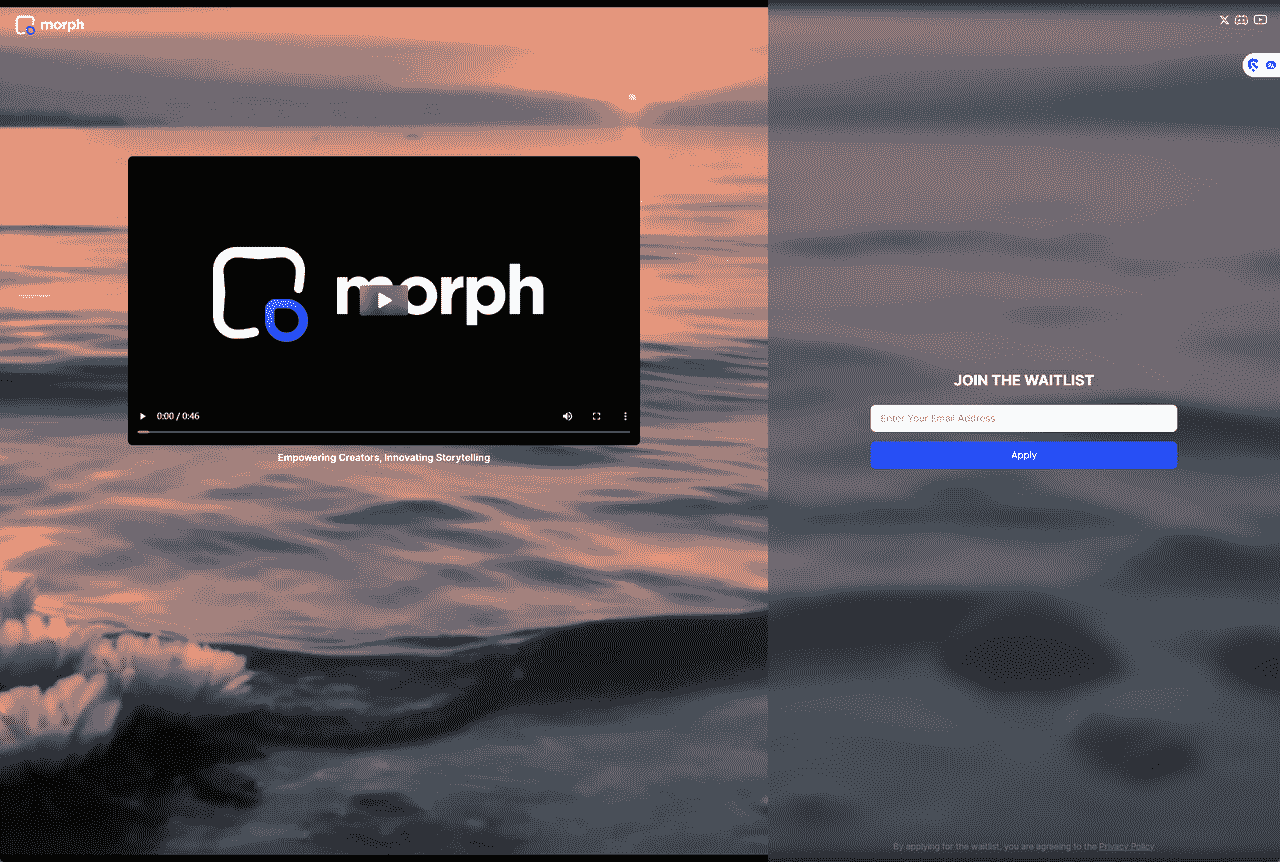 morph
morph
0:00 / 0:46
Empowering Creators, Innovating Storytelling
JOIN THE WAITLIST
Enter Your Email Address
Apply
By applying for the waitlist, you are agreeing to the Privacy Policy